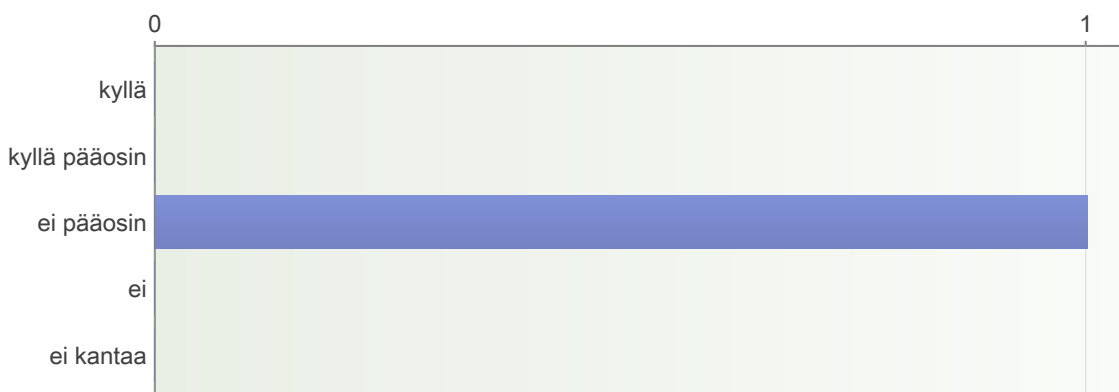 0 1
kyllä
kyllä pääosin
ei pääosin
ei
ei kantaa